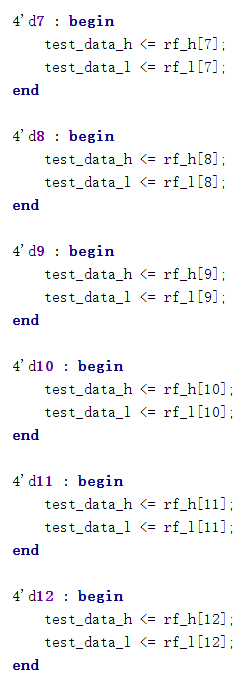 4'd7 : begin
test_data_h <= rf_h[7];
test_data_l <= rf_l[7];
end
4'd8 : begin
test_data_h <= rf_h[8];
test_data_l <= rf_l[8];
end
4'd9 : begin
test_data_h <= rf_h[9];
test_data_l <= rf_l[9];
end
4'd10 : begin
test_data_h <= rf_h[10];
test_data_l <= rf_l[10];
end
4'd11 : begin
test_data_h <= rf_h[11];
test_data_l <= rf_l[11];
end
4'd12 : begin
test_data_h <= rf_h[12];
test_data_l <= rf_l[12];
end